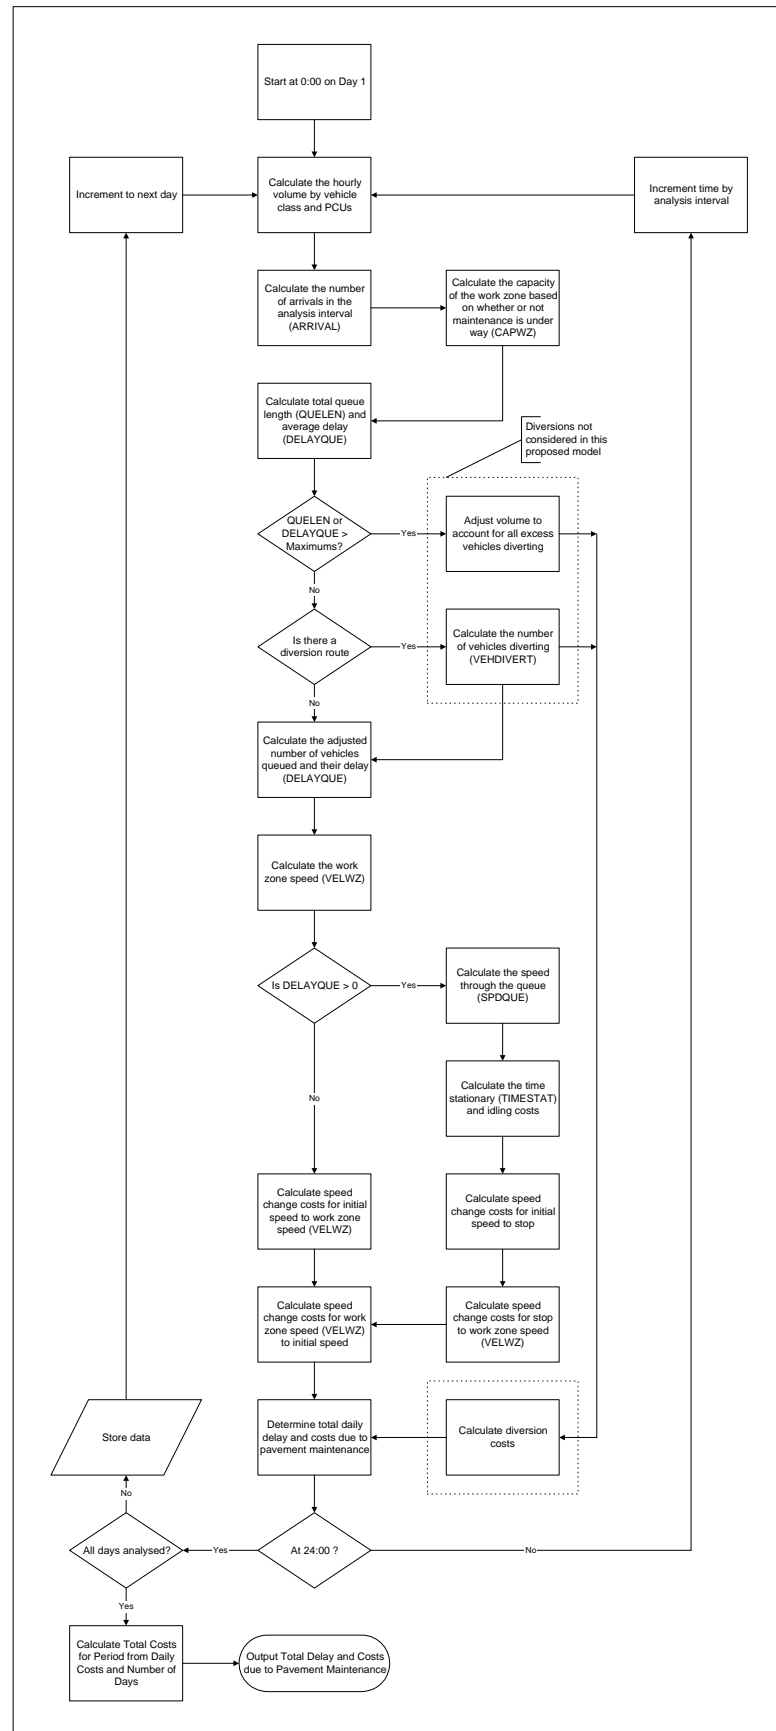 Start at 0:00 on Day 1
Increment to next day
Calculate the hourly
volume by vehicle
class and PCUs
Increment time by
analysis interval
Calculate the number
of arrivals in the
analysis interval
(ARRIVAL)
Calculate the capacity
of the work zone based
on whether or not
maintenance is under
way (CAPWZ)
Calculate total queue
length (QUELEN) and
average delay
(DELAYQUE)
Diversions not
considered in this
proposed model
QUELEN or
DELAYQUE >
Maximums?
Yes
Adjust volume to
account for all excess
vehicles diverting
No
Is there a
diversion route
Yes
Calculate the number
of vehicles diverting
(VEHDIVERT)
No
Calculate the adjusted
number of vehicles
queued and their delay
(DELAYQUE)
Calculate the work
zone speed (VELWZ)
Is DELAYQUE > 0
Yes
Calculate the speed
through the queue
(SPDQUE)
No
Calculate the time
stationary (TIMESTAT)
and idling costs
Calculate speed
change costs for initial
speed to work zone
speed (VELWZ)
Calculate speed
change costs for initial
speed to stop
Calculate speed
change costs for work
zone speed (VELWZ)
to initial speed
Calculate speed
change costs for stop
to work zone speed
(VELWZ)
Store data
Determine total daily
delay and costs due to
pavement maintenance
Calculate diversion
costs
No
All days analysed?
Yes
At 24:00 ?
No
Yes
Calculate Total Costs
for Period from Daily
Costs and Number of
Days
Output Total Delay and Costs
due to Pavement Maintenance